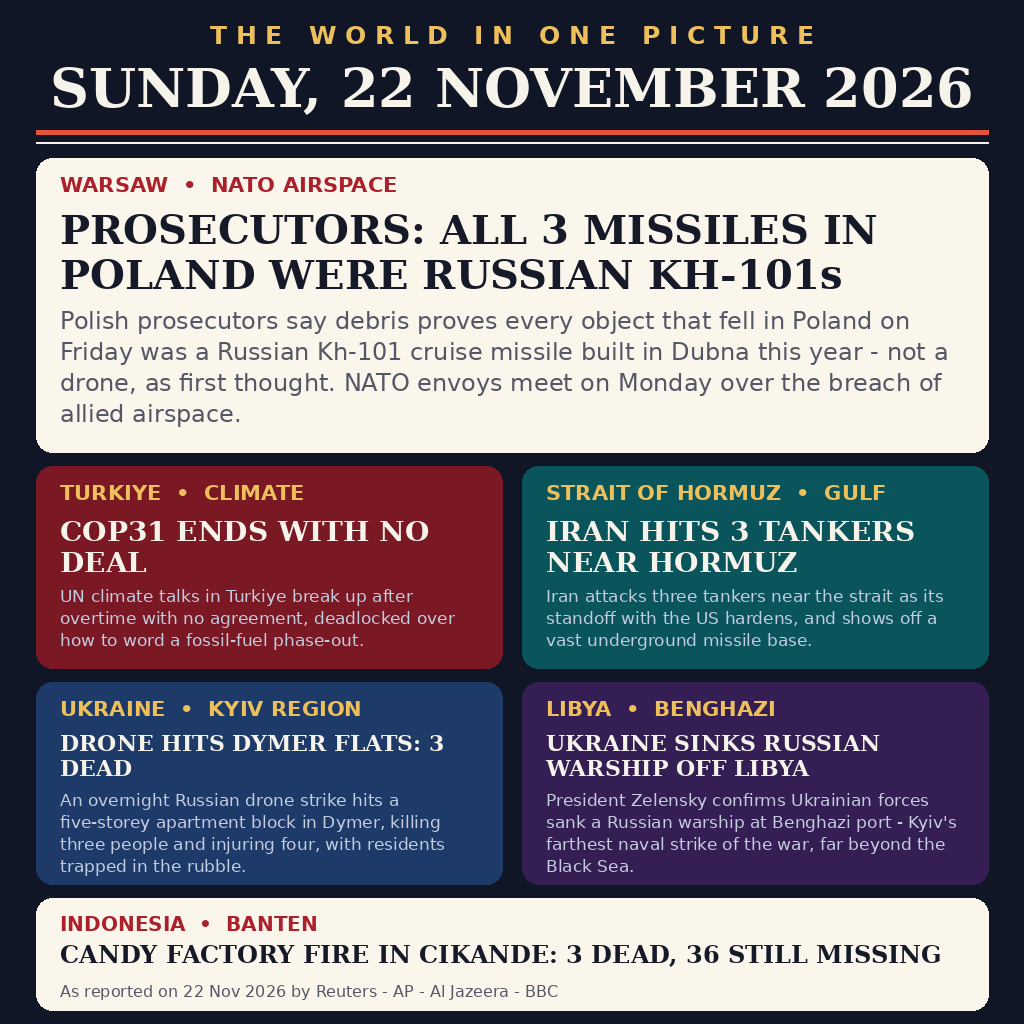 THE WORLD IN ONE PICTURE
SUNDAY, 22 NOVEMBER 2026
WARSAW • NATO AIRSPACE
PROSECUTORS: ALL 3 MISSILES IN
POLAND WERE RUSSIAN KH-101s
Polish prosecutors say debris proves every object that fell in Poland on
Friday was a Russian Kh-101 cruise missile built in Dubna this year - not a
drone, as first thought. NATO envoys meet on Monday over the breach of
allied airspace.
TURKIYE • CLIMATE
COP31 ENDS WITH NO
DEAL
UN climate talks in Turkiye break up after
overtime with no agreement, deadlocked over
how to word a fossil-fuel phase-out.
STRAIT OF HORMUZ • GULF
IRAN HITS 3 TANKERS
NEAR HORMUZ
Iran attacks three tankers near the strait as its
standoff with the US hardens, and shows off a
vast underground missile base.
UKRAINE • KYIV REGION
DRONE HITS DYMER FLATS: 3
DEAD
An overnight Russian drone strike hits a
five-storey apartment block in Dymer, killing
three people and injuring four, with residents
trapped in the rubble.
LIBYA • BENGHAZI
UKRAINE SINKS RUSSIAN
WARSHIP OFF LIBYA
President Zelensky confirms Ukrainian forces
sank a Russian warship at Benghazi port - Kyiv's
farthest naval strike of the war, far beyond the
Black Sea.
INDONESIA • BANTEN
CANDY FACTORY FIRE IN CIKANDE: 3 DEAD, 36 STILL MISSING
As reported on 22 Nov 2026 by Reuters - AP - Al Jazeera - BBC